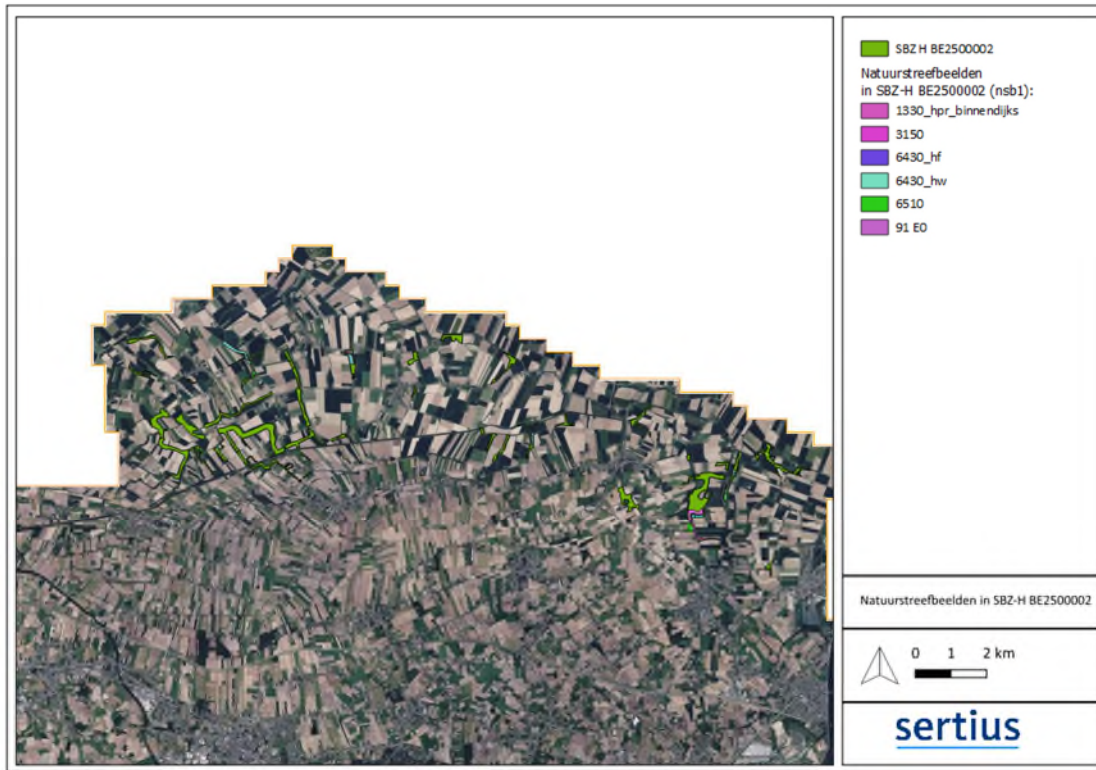 SBZ H BE2500002
Natuurstreefbeelden
in SBZ-H BE2500002 (nsb1):
1330_hpr_binnendijks
3150
6430_hf
6430_hw
6510
91 E0
Natuurstreefbeelden in SBZ-H BE2500002
0 1 2 km
sertius